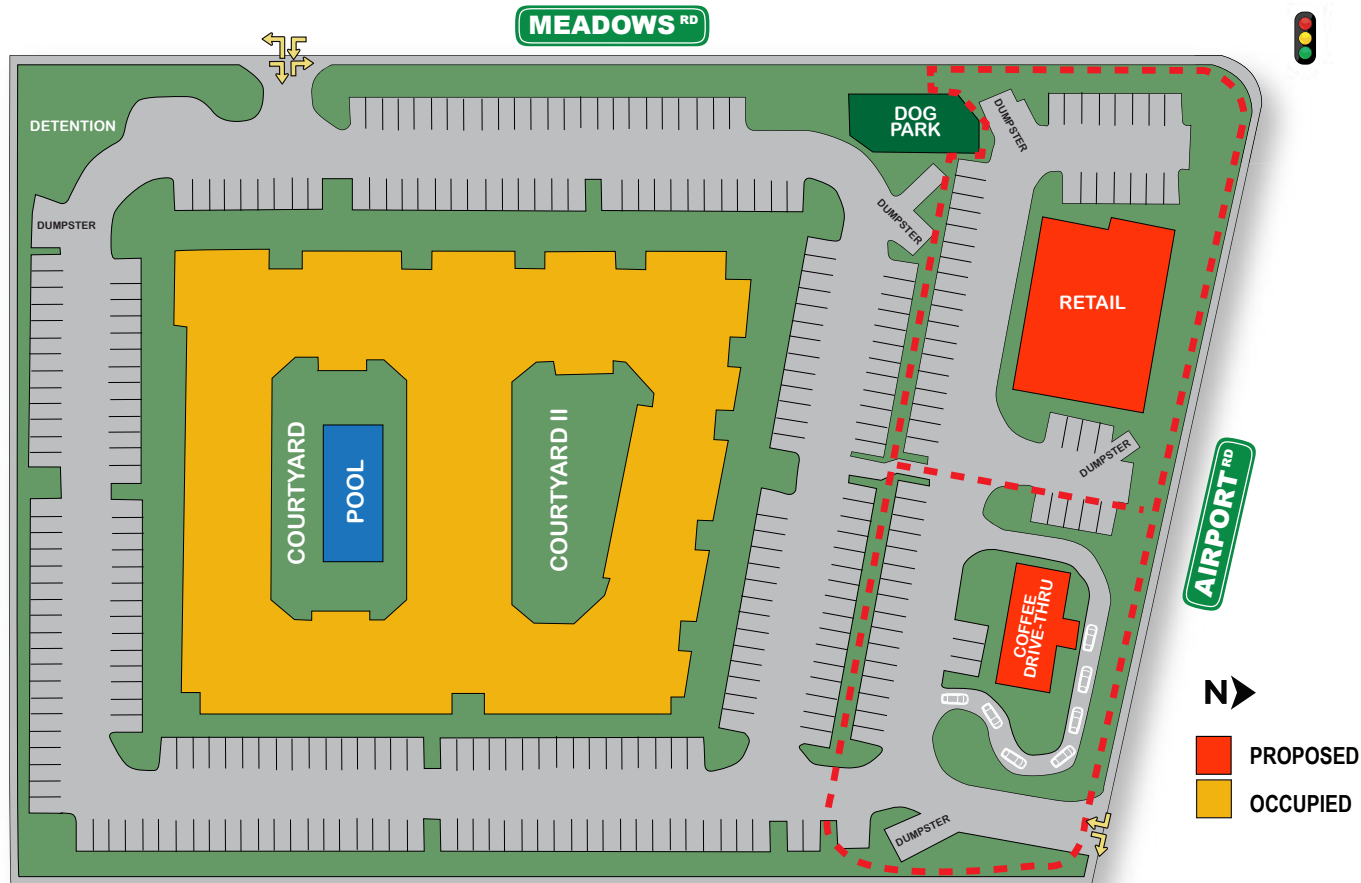 MEADOWS RD
DETENTION
DOG
PARK
DUMPSTER
DUMPSTER
DUMPSTER
RETAIL
COURTYARD
POOL
COURTYARD II
DUMPSTER
AIRPORT RD
COFFEE
DRIVE-THRU
N
PROPOSED
OCCUPIED
DUMPSTER